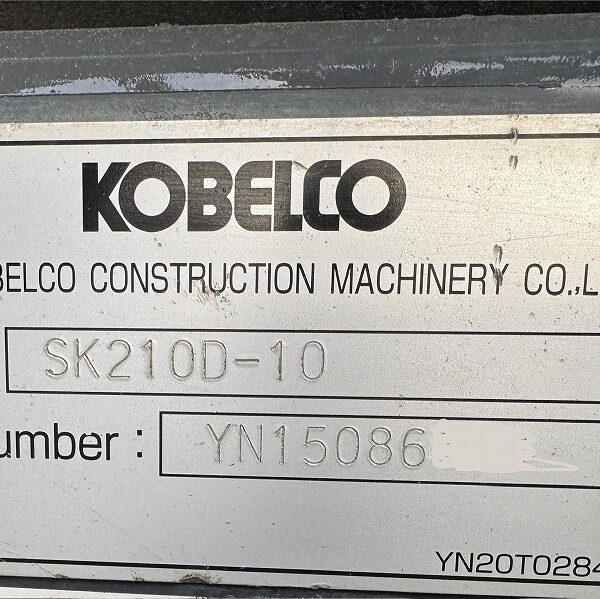 KOBELCO
BELCO CONSTRUCTION MACHINERY CO.,L
SK210D-10
umber : YN15086
YN20T0284